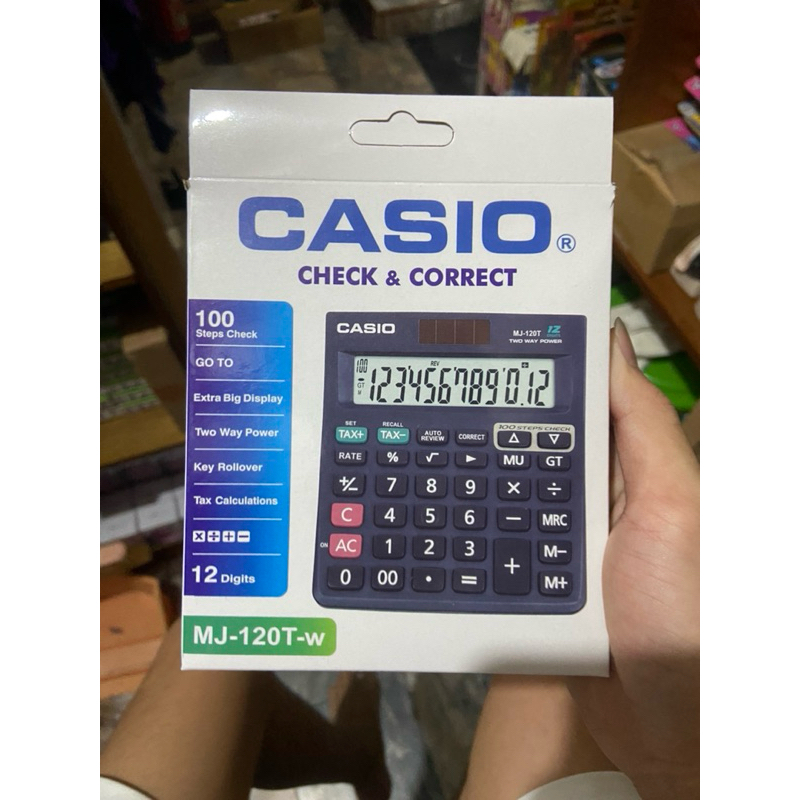 CASIO®
CHECK & CORRECT
100
Steps Check
GO TO
Extra Big Display
Two Way Power
Key Rollover
Tax Calculations
×÷+−
12 Digits
MJ-120T-w
CASIO
MJ-120T 12
TWO WAY POWER
100 REV
GT
123456789012
SET RECALL
TAX+ TAX− AUTO REVIEW CORRECT 100 STEPS CHECK △ ▽
RATE % √ ► MU GT
+/− 7 8 9 × ÷
C 4 5 6 − MRC
ON AC 1 2 3 + M−
0 00 • = M+